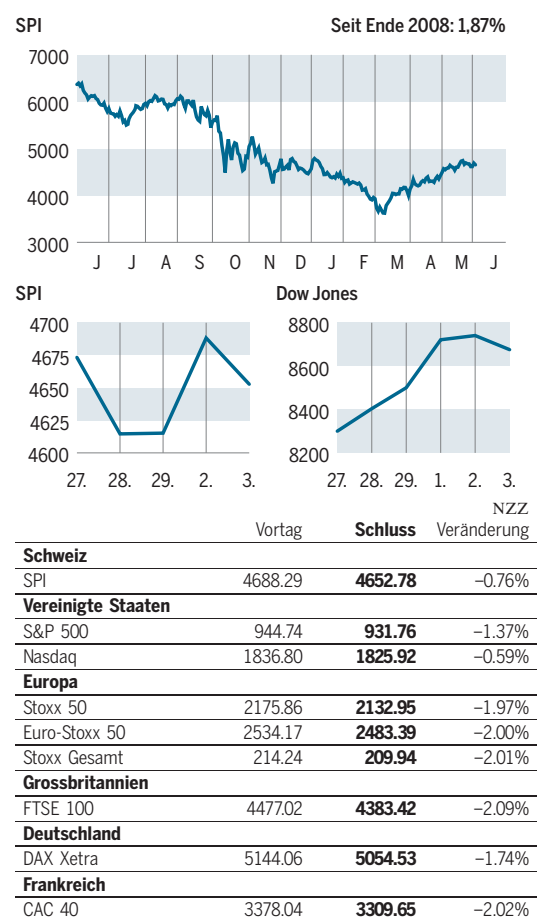 SPI Seit Ende 2008: 1,87%
7000
6000
5000
4000
3000
J J A S O N D J F M A M J
SPI
4700
4675
4650
4625
4600
27. 28. 29. 2. 3.
Dow Jones
8800
8600
8400
8200
27. 28. 29. 1. 2. 3.
NZZ
Vortag Schluss Veränderung
Schweiz
SPI 4688.29 4652.78 –0.76%
Vereinigte Staaten
S&P 500 944.74 931.76 –1.37%
Nasdaq 1836.80 1825.92 –0.59%
Europa
Stoxx 50 2175.86 2132.95 –1.97%
Euro-Stoxx 50 2534.17 2483.39 –2.00%
Stoxx Gesamt 214.24 209.94 –2.01%
Grossbritannien
FTSE 100 4477.02 4383.42 –2.09%
Deutschland
DAX Xetra 5144.06 5054.53 –1.74%
Frankreich
CAC 40 3378.04 3309.65 –2.02%